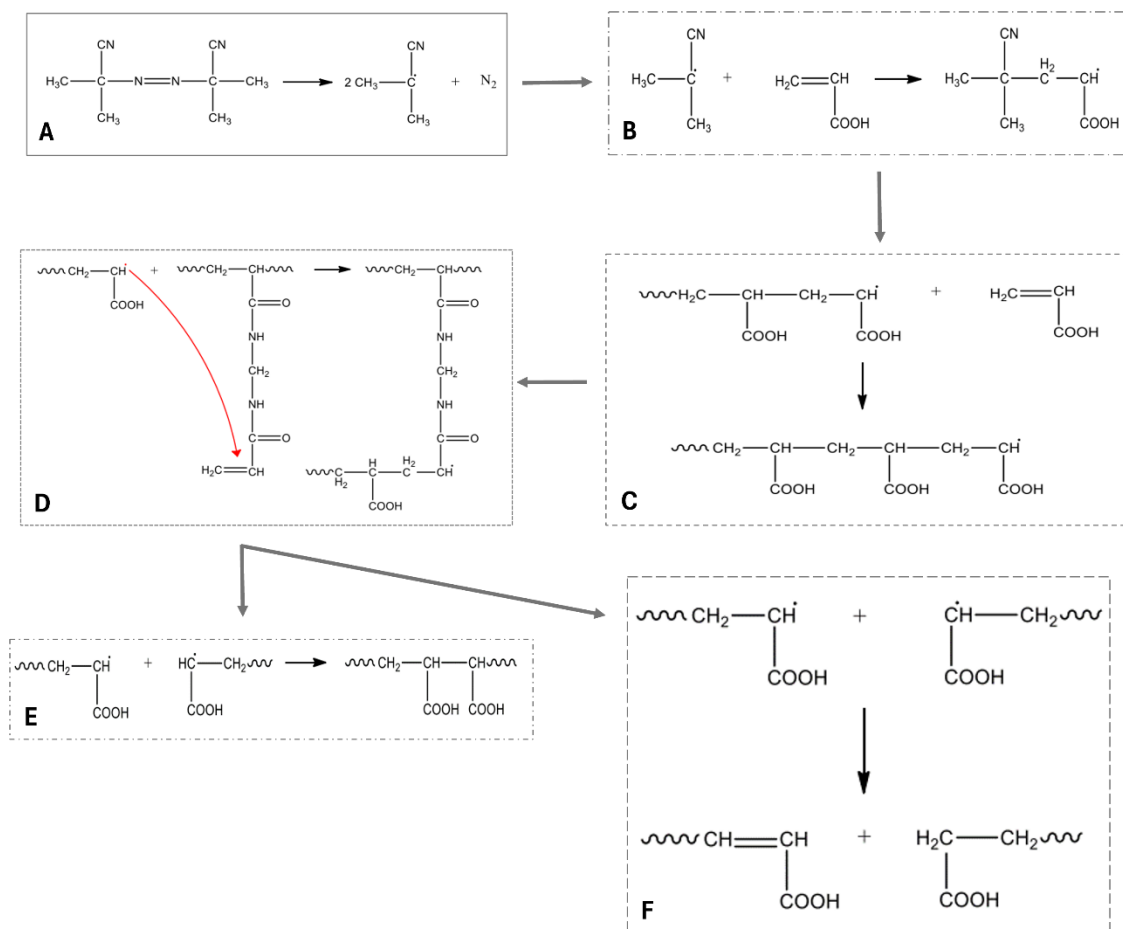 CN CN CN
H₃C C N N C CH₃ 2 CH₃ C· + N₂
CH₃ CH₃ CH₃
A
CN CN
H₃C C· + H₂C CH H₃C C H₂C CH·
CH₃ COOH CH₃ COOH
B
CH₂ CH· + CH₂ CH CH₂ CH
COOH C O C O
NH NH
CH₂ CH₂
NH NH
C O C O
H₂C CH C H₂ H C H₂ C CH·
COOH
D
CH₂ CH CH₂ CH· + H₂C CH
COOH COOH COOH
CH₂ CH CH₂ CH CH₂ CH·
COOH COOH COOH
C
CH₂ CH· + HC· CH₂ CH₂ CH CH
COOH COOH COOH COOH
E
CH₂ CH· + ĊH CH₂
COOH COOH
CH CH + H₂C CH₂
COOH COOH
F